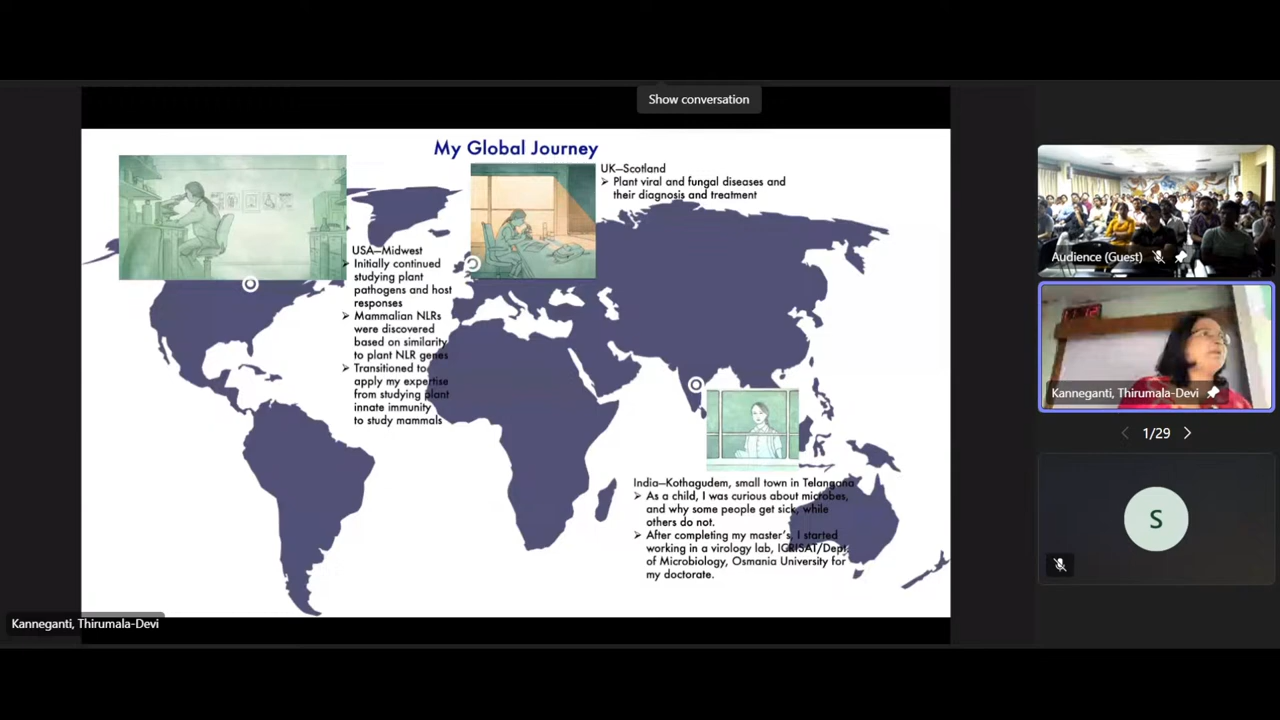 Show conversation
My Global Journey
UK–Scotland
➢ Plant viral and fungal diseases and
their diagnosis and treatment
USA–Midwest
➢ Initially continued
studying plant
pathogens and host
responses
➢ Mammalian NLRs
were discovered
based on similarity
to plant NLR genes
➢ Transitioned to
apply my expertise
from studying plant
innate immunity
to study mammals
India–Kothagudem, small town in Telangana
➢ As a child, I was curious about microbes,
and why some people get sick, while
others do not.
➢ After completing my master's, I started
working in a virology lab, ICRISAT/Dept.
of Microbiology, Osmania University for
my doctorate.
Kanneganti, Thirumala-Devi
Audience (Guest)
Kanneganti, Thirumala-Devi
1/29
S